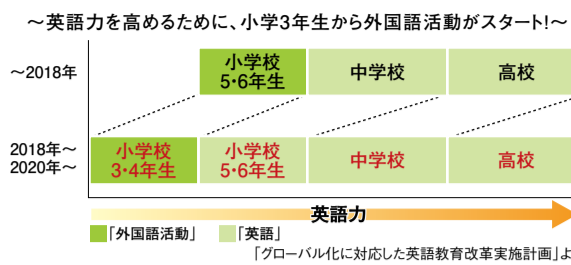 ～英語力を高めるために、小学3年生から外国語活動がスタート!～
～2018年
小学校
5・6年生
中学校
高校
2018年～
2020年～
小学校
3・4年生
小学校
5・6年生
中学校
高校
英語力
「外国語活動」
「英語」
「グローバル化に対応した英語教育改革実施計画」よ